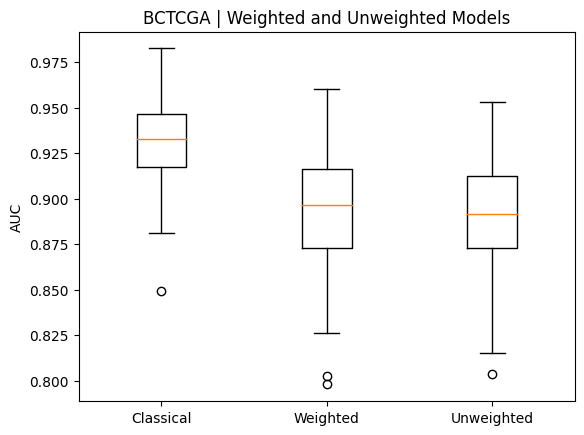 BCTCGA | Weighted and Unweighted Models
0.975
0.950
0.925
0.900
0.875
0.850
0.825
0.800
AUC
Classical
Weighted
Unweighted